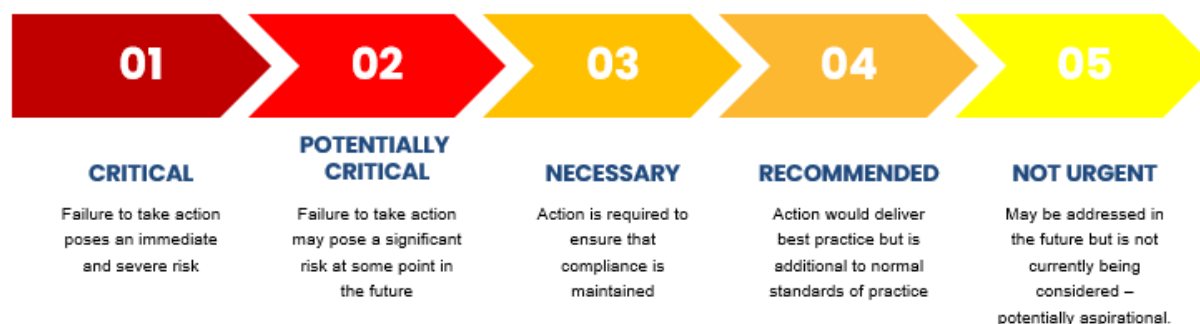 01
02
03
04
05
CRITICAL
Failure to take action
poses an immediate
and severe risk
POTENTIALLY
CRITICAL
Failure to take action
may pose a significant
risk at some point in
the future
NECESSARY
Action is required to
ensure that
compliance is
maintained
RECOMMENDED
Action would deliver
best practice but is
additional to normal
standards of practice
NOT URGENT
May be addressed in
the future but is not
currently being
considered –
potentially aspirational.